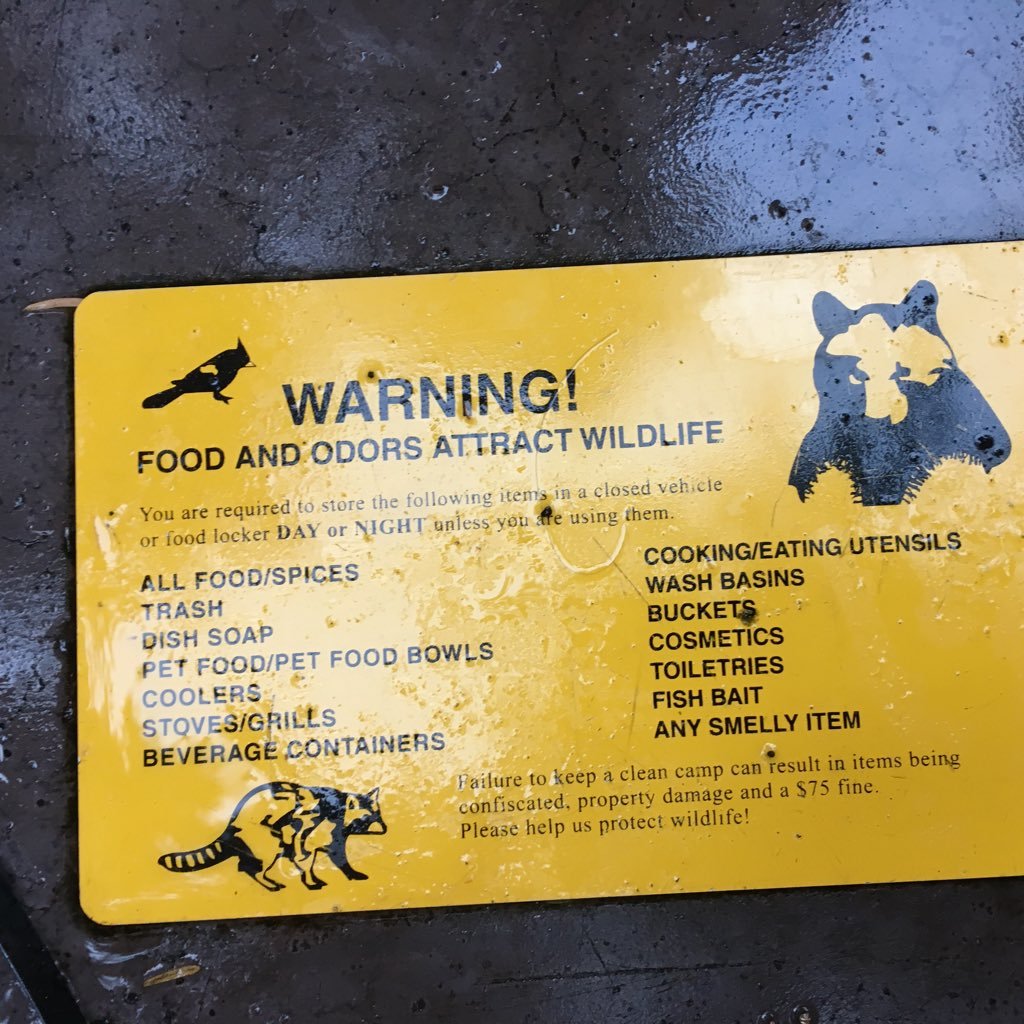 WARNING!
FOOD AND ODORS ATTRACT WILDLIFE
You are required to store the following items in a closed vehicle
or food locker DAY or NIGHT unless you are using them.
ALL FOOD/SPICES
TRASH
DISH SOAP
PET FOOD/PET FOOD BOWLS
COOLERS
STOVES/GRILLS
BEVERAGE CONTAINERS
COOKING/EATING UTENSILS
WASH BASINS
BUCKETS
COSMETICS
TOILETRIES
FISH BAIT
ANY SMELLY ITEM
Failure to keep a clean camp can result in items being
confiscated, property damage and a $75 fine.
Please help us protect wildlife!